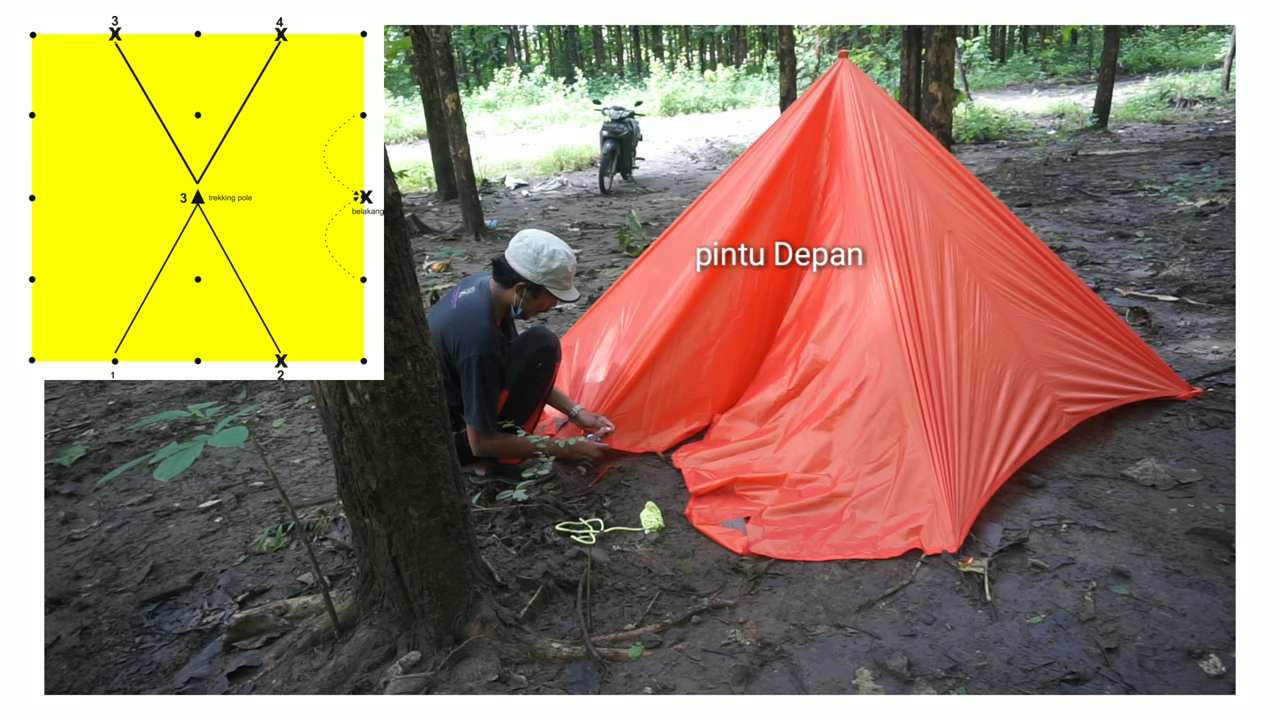 3 4
3 trekking pole
belakang
1 2
pintu Depan